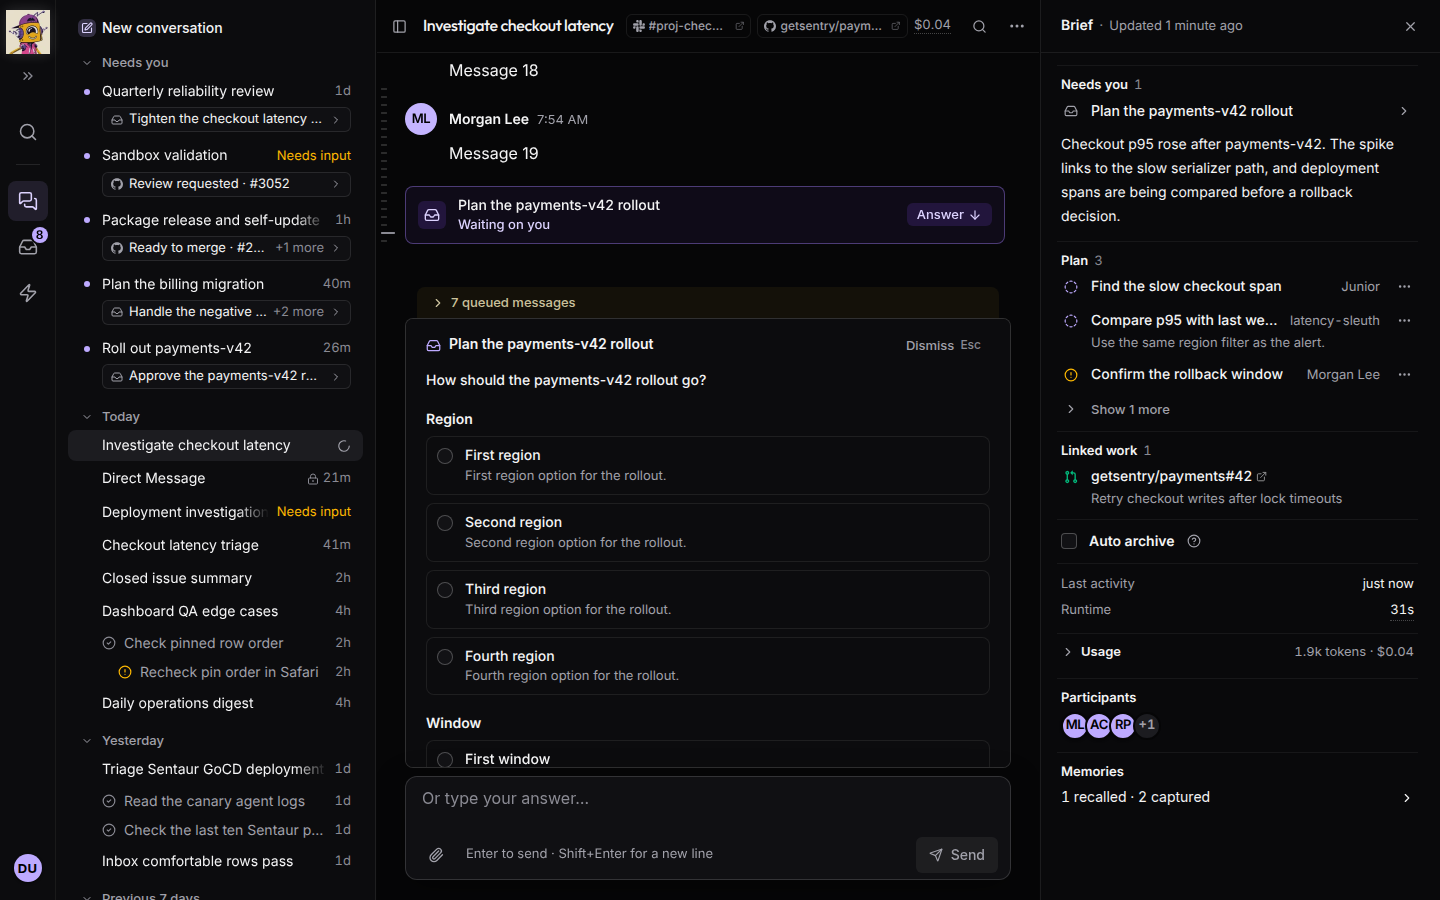 New conversation
Needs you
Quarterly reliability review 1d
Tighten the checkout latency ...
Sandbox validation Needs input
Review requested · #3052
Package release and self-update 1h
Ready to merge · #2... +1 more
Plan the billing migration 40m
Handle the negative ... +2 more
Roll out payments-v42 26m
Approve the payments-v42 r...
Today
Investigate checkout latency
Direct Message 21m
Deployment investigation Needs input
Checkout latency triage 41m
Closed issue summary 2h
Dashboard QA edge cases 4h
Check pinned row order 2h
Recheck pin order in Safari 2h
Daily operations digest 4h
Yesterday
Triage Sentaur GoCD deployment 1d
Read the canary agent logs 1d
Check the last ten Sentaur p... 1d
Inbox comfortable rows pass 1d
Previous 7 days
8
DU
Investigate checkout latency #proj-chec... getsentry/paym... $0.04
Message 18
ML Morgan Lee 7:54 AM
Message 19
Plan the payments-v42 rollout
Waiting on you
Answer ↓
7 queued messages
Plan the payments-v42 rollout Dismiss Esc
How should the payments-v42 rollout go?
Region
First region
First region option for the rollout.
Second region
Second region option for the rollout.
Third region
Third region option for the rollout.
Fourth region
Fourth region option for the rollout.
Window
First window
Or type your answer...
Enter to send · Shift+Enter for a new line
Send
Brief · Updated 1 minute ago
Needs you 1
Plan the payments-v42 rollout
Checkout p95 rose after payments-v42. The spike
links to the slow serializer path, and deployment
spans are being compared before a rollback
decision.
Plan 3
Find the slow checkout span Junior
Compare p95 with last we... latency-sleuth
Use the same region filter as the alert.
Confirm the rollback window Morgan Lee
Show 1 more
Linked work 1
getsentry/payments#42
Retry checkout writes after lock timeouts
Auto archive
Last activity just now
Runtime 31s
Usage 1.9k tokens · $0.04
Participants
ML AC RP +1
Memories
1 recalled · 2 captured